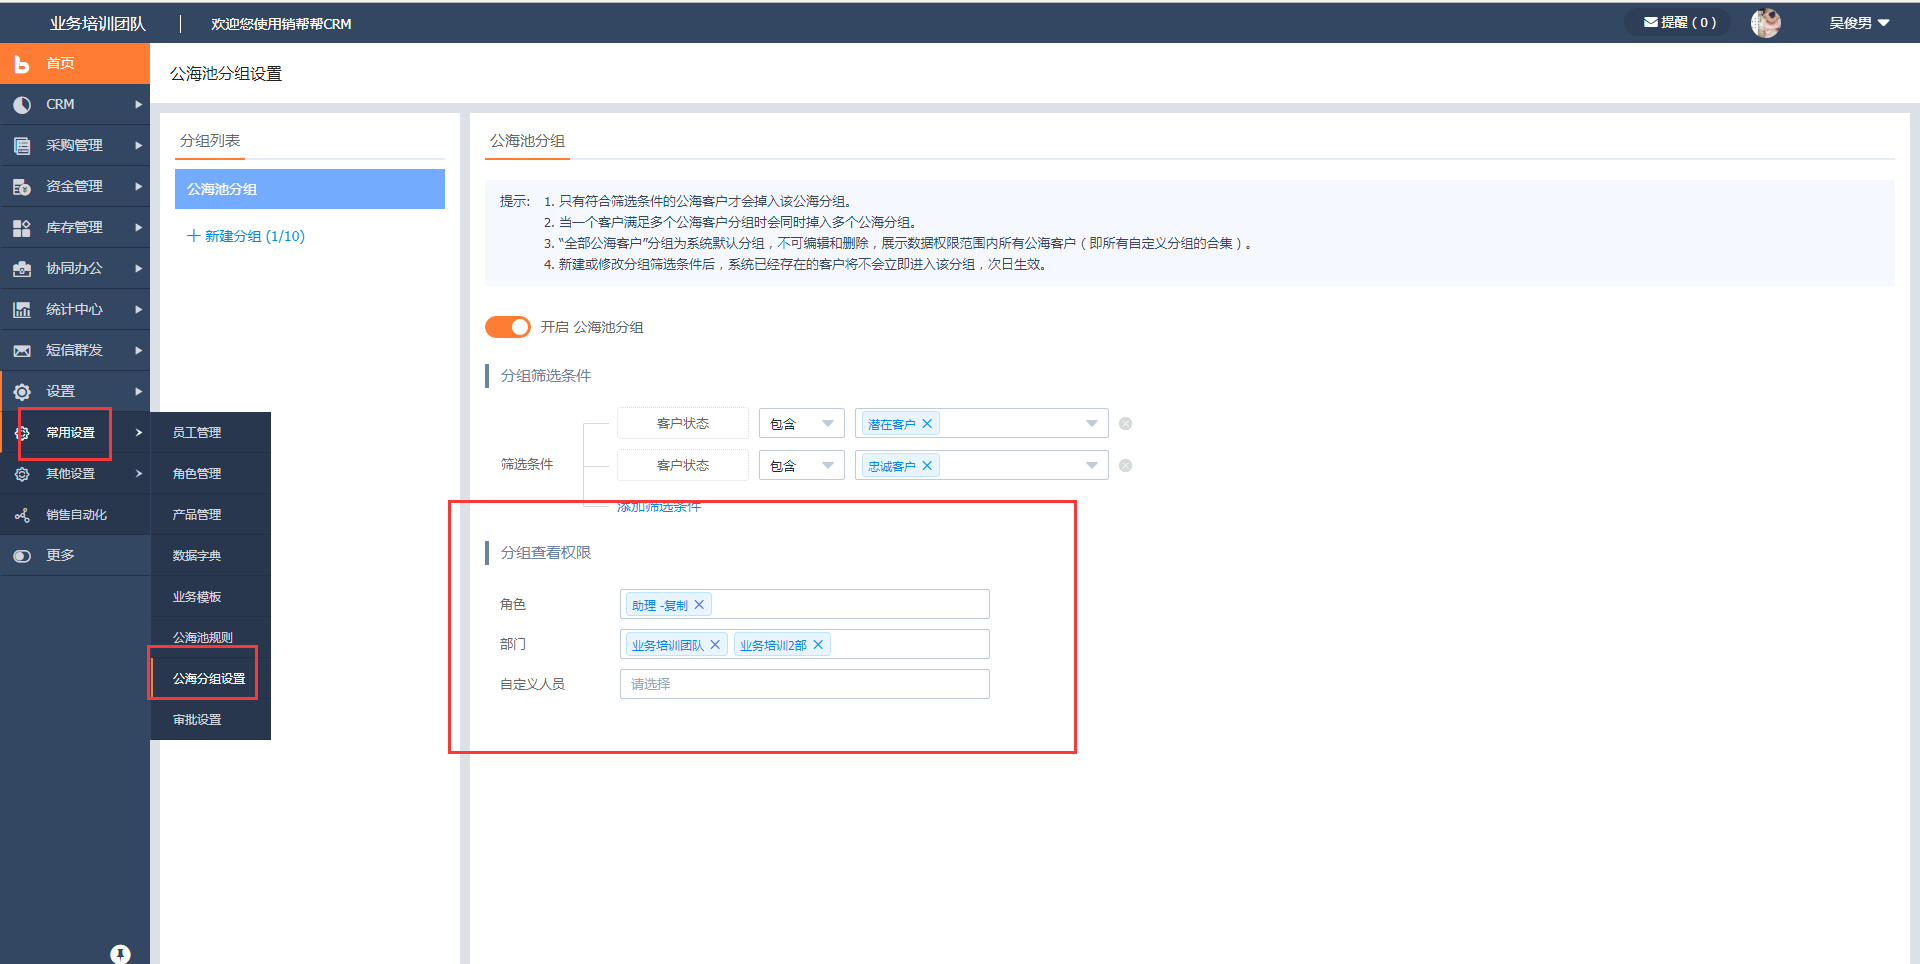 业务培训团队
欢迎您使用销帮帮CRM
提醒 ( 0 )
吴俊男
首页
CRM
采购管理
资金管理
库存管理
协同办公
统计中心
短信群发
设置
常用设置
其他设置
销售自动化
更多
员工管理
角色管理
产品管理
数据字典
业务模板
公海池规则
公海分组设置
审批设置
公海池分组设置
分组列表
公海池分组
新建分组 (1/10)
公海池分组
提示: 1. 只有符合筛选条件的公海客户才会掉入该公海分组。
2. 当一个客户满足多个公海客户分组时会同时掉入多个公海分组。
3. “全部公海客户”分组为系统默认分组，不可编辑和删除，展示数据权限范围内所有公海客户（即所有自定义分组的合集）。
4. 新建或修改分组筛选条件后，系统已经存在的客户将不会立即进入该分组，次日生效。
开启 公海池分组
分组筛选条件
筛选条件
客户状态 包含 潜在客户
客户状态 包含 忠诚客户
添加筛选条件
分组查看权限
角色 助理 -复制
部门 业务培训团队 业务培训2部
自定义人员 请选择